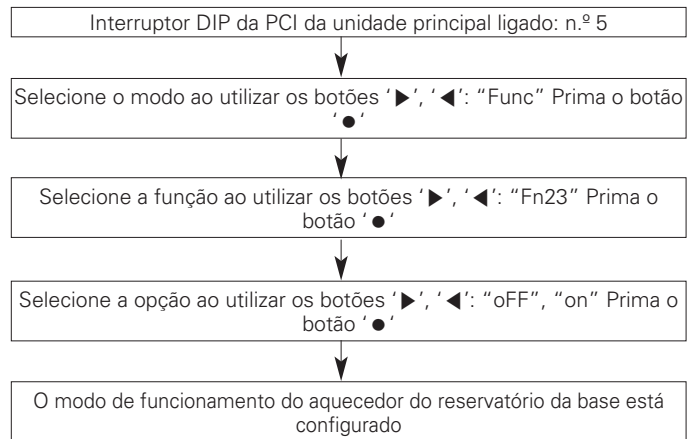 Interruptor DIP da PCI da unidade principal ligado: n.º 5
Selecione o modo ao utilizar os botões ‘▶’, ‘◀’: “Func” Prima o botão
‘●‘
Selecione a função ao utilizar os botões ‘▶’, ‘◀’: “Fn23” Prima o
botão ‘●‘
Selecione a opção ao utilizar os botões ‘▶’, ‘◀’: “oFF”, “on” Prima o
botão ‘●‘
O modo de funcionamento do aquecedor do reservatório da base está
configurado